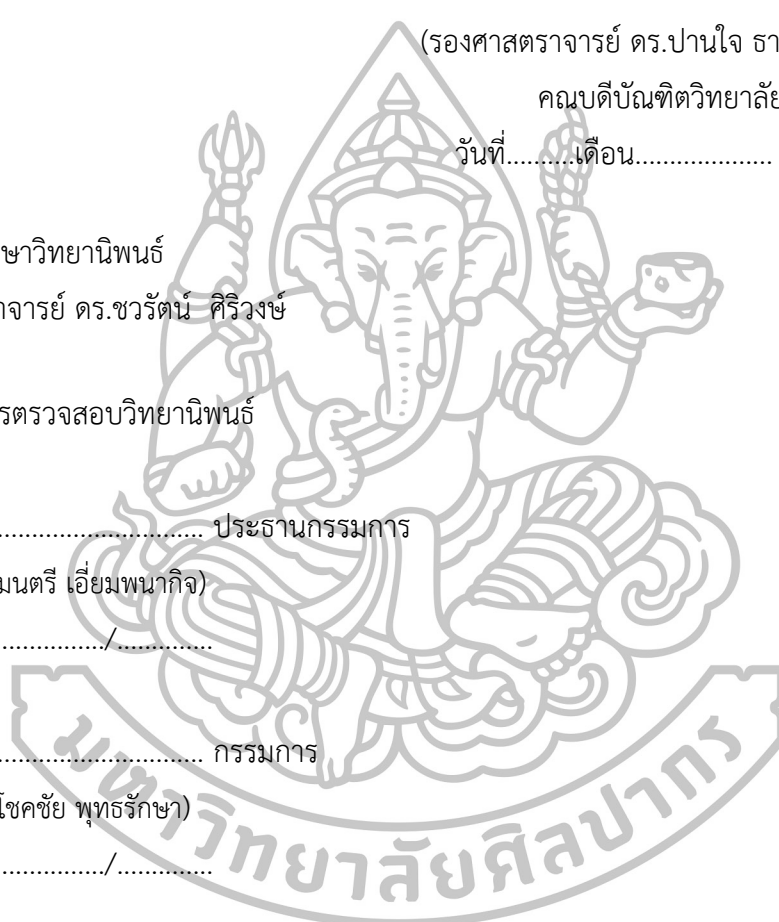 (รองศาสตราจารย์ ดร.ปานใจ ธา
คณบดีบัณฑิตวิทยาลัย
วันที่..........เดือน....................
ษาวิทยานิพนธ์
าจารย์ ดร.ชวรัตน์ ศิริวงษ์
รตรวจสอบวิทยานิพนธ์
.............................. ประธานกรรมการ
มนตรี เอี่ยมพนากิจ)
................/..............
.............................. กรรมการ
โชคชัย พุทธรักษา)
................/..............
มหาวิทยาลัยศิลปากร